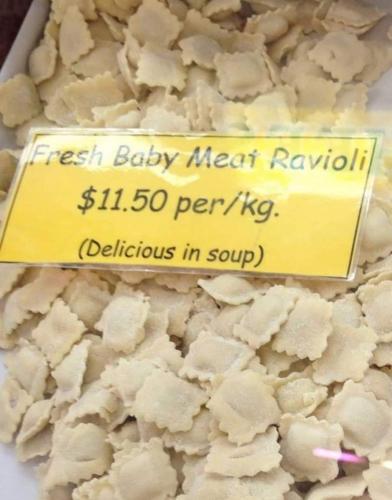 Fresh Baby Meat Ravioli
$11.50 per/kg.
(Delicious in soup)